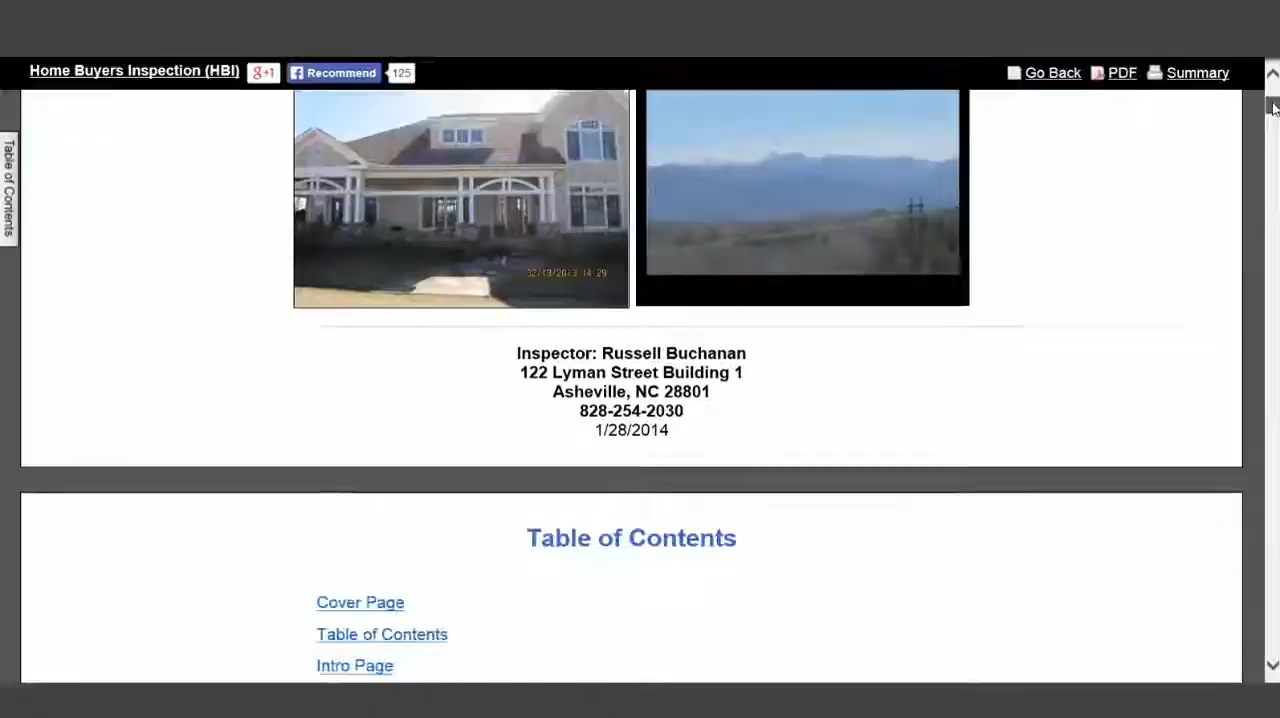 Home Buyers Inspection (HBI) g+1 Recommend 125 Go Back PDF Summary
Table of Contents
02/13/2013 14:29
Inspector: Russell Buchanan
122 Lyman Street Building 1
Asheville, NC 28801
828-254-2030
1/28/2014
Table of Contents
Cover Page
Table of Contents
Intro Page